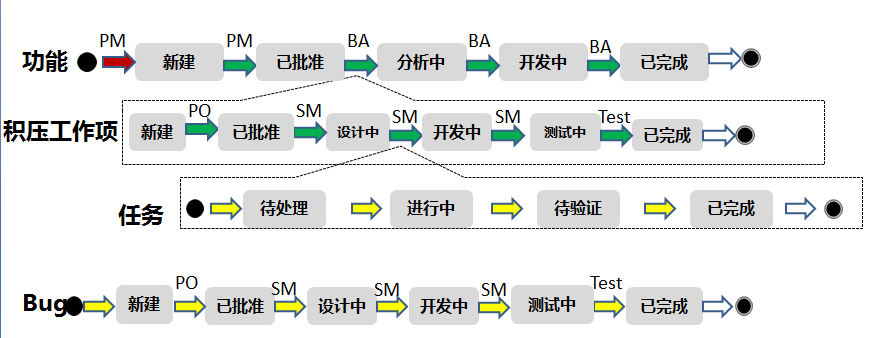 PM PM BA BA BA
功能 新建 已批准 分析中 开发中 已完成
PO SM SM SM Test
积压工作项 新建 已批准 设计中 开发中 测试中 已完成
任务 待处理 进行中 待验证 已完成
PO SM SM SM Test
Bug 新建 已批准 设计中 开发中 测试中 已完成